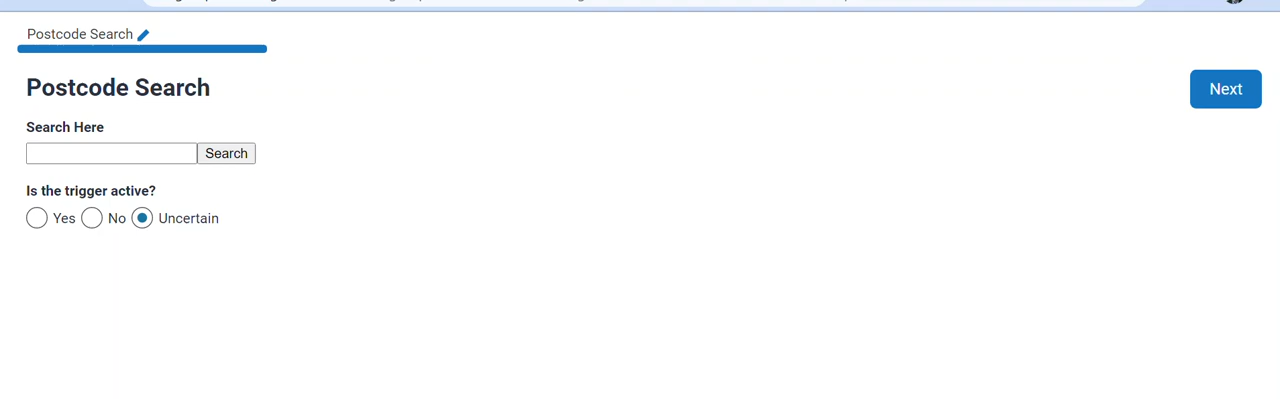 Postcode Search
Postcode Search
Next
Search Here
Search
Is the trigger active?
Yes No Uncertain